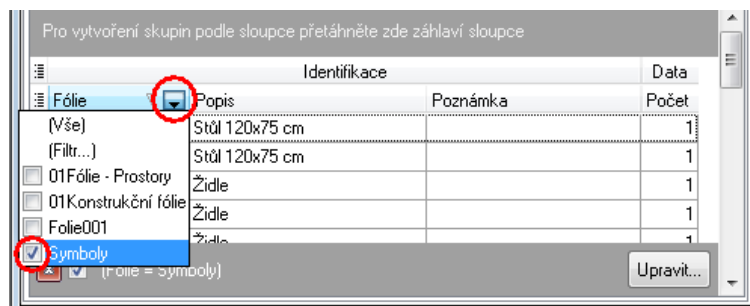 Pro vytvoření skupin podle sloupce přetáhněte zde záhlaví sloupce
Identifikace Data
Fólie Popis Poznámka Počet
(Vše) Stůl 120x75 cm 1
(Filtr...) Stůl 120x75 cm 1
01Fólie - Prostory Židle 1
01Konstrukční fólie Židle 1
Folie001 Židle 1
Symboly
(Fólie = Symboly) Upravit...